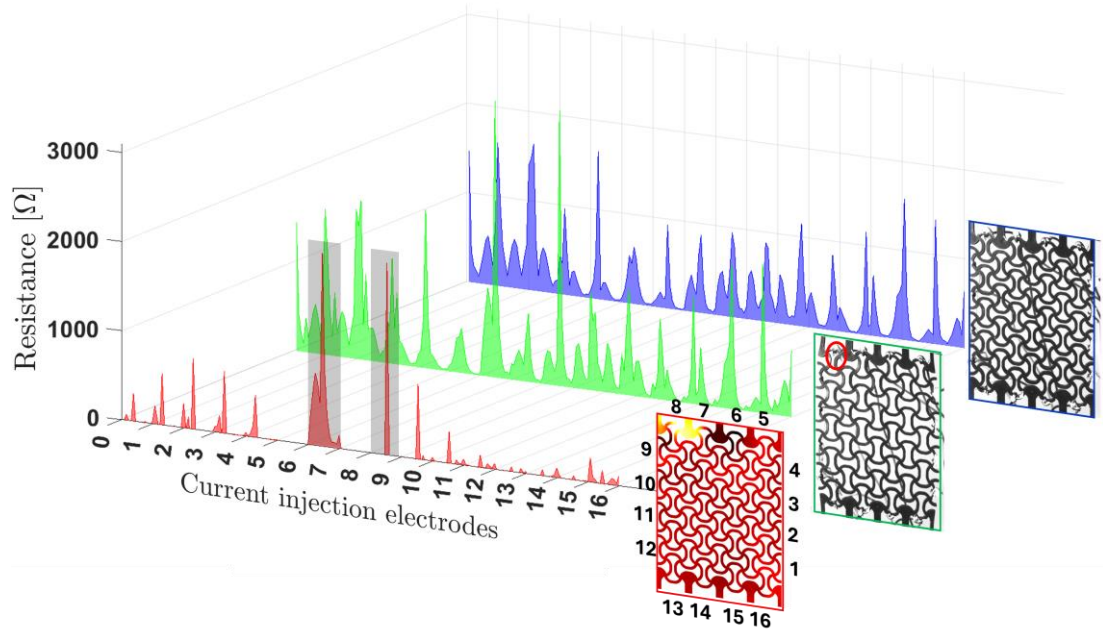 3000
2000
1000
0
Resistance [Ω]
0 1 2 3 4 5 6 7 8 9 10 11 12 13 14 15 16
Current injection electrodes
8 7 6 5
9 4
10 3
11 2
12 1
13 14 15 16